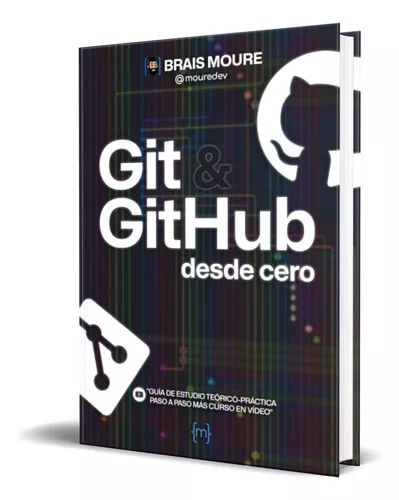 BRAIS MOURE
@mouredev
Git &
GitHub
desde cero
"GUÍA DE ESTUDIO TEÓRICO-PRÁCTICA
PASO A PASO MÁS CURSO EN VÍDEO"
{m}